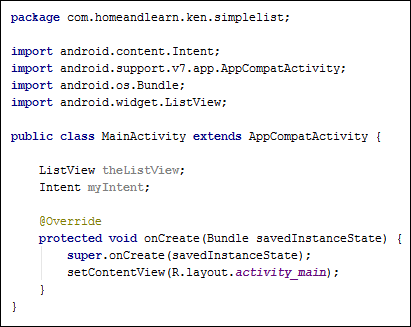 package com.homeandlearn.ken.simplelist;
import android.content.Intent;
import android.support.v7.app.AppCompatActivity;
import android.os.Bundle;
import android.widget.ListView;
public class MainActivity extends AppCompatActivity {
ListView theListView;
Intent myIntent;
@Override
protected void onCreate(Bundle savedInstanceState) {
super.onCreate(savedInstanceState);
setContentView(R.layout.activity_main);
}
}